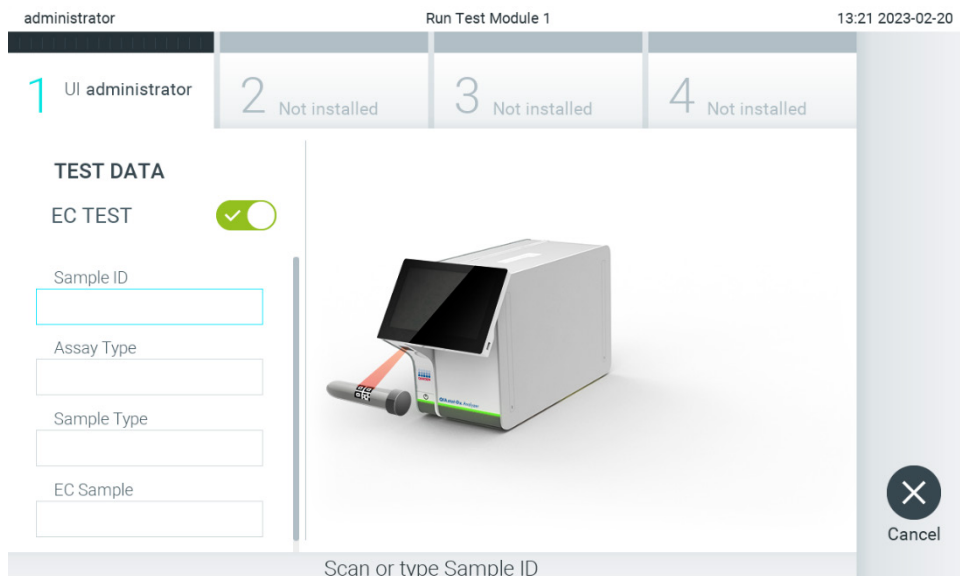 administrator
Run Test Module 1
13:21 2023-02-20
1 UI administrator
2 Not installed
3 Not installed
4 Not installed
TEST DATA
EC TEST
Sample ID
Assay Type
Sample Type
EC Sample
Cancel
Scan or type Sample ID